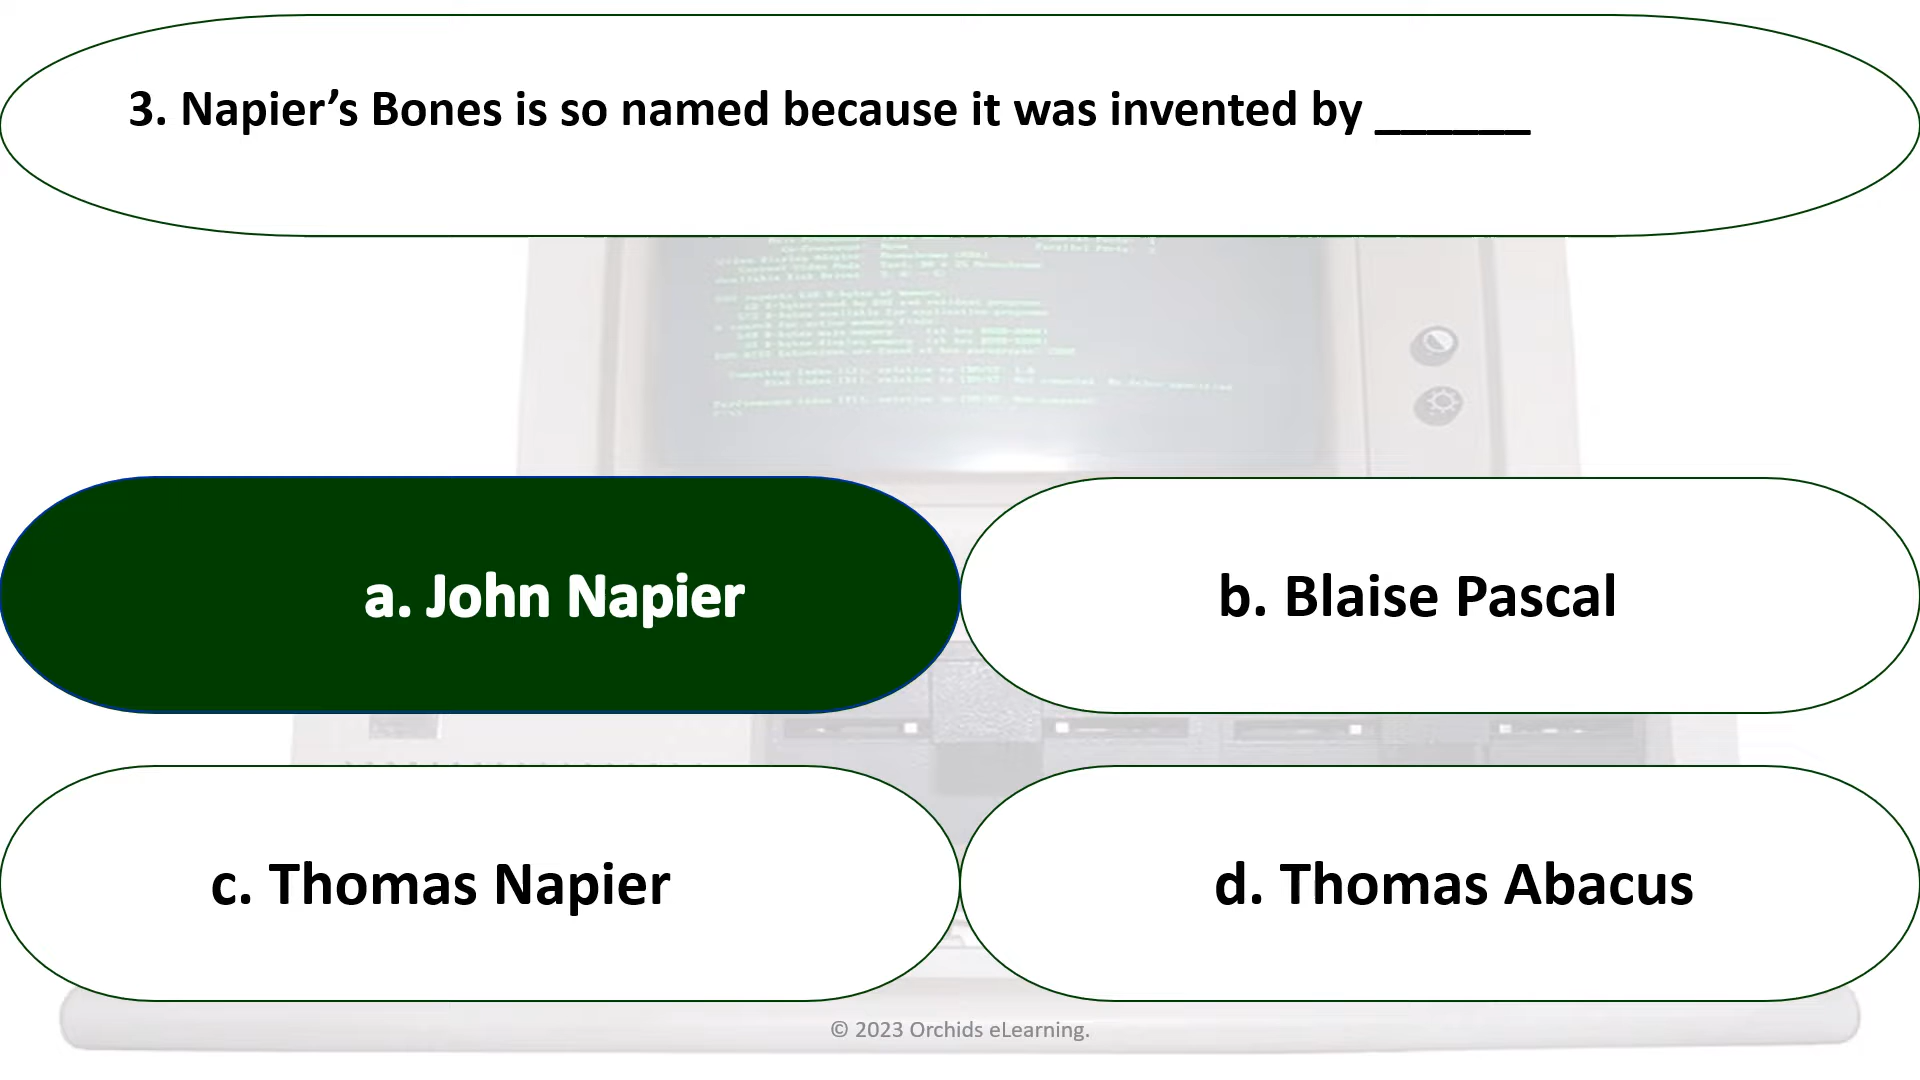 3. Napier’s Bones is so named because it was invented by ______
a. John Napier
b. Blaise Pascal
c. Thomas Napier
d. Thomas Abacus
© 2023 Orchids eLearning.